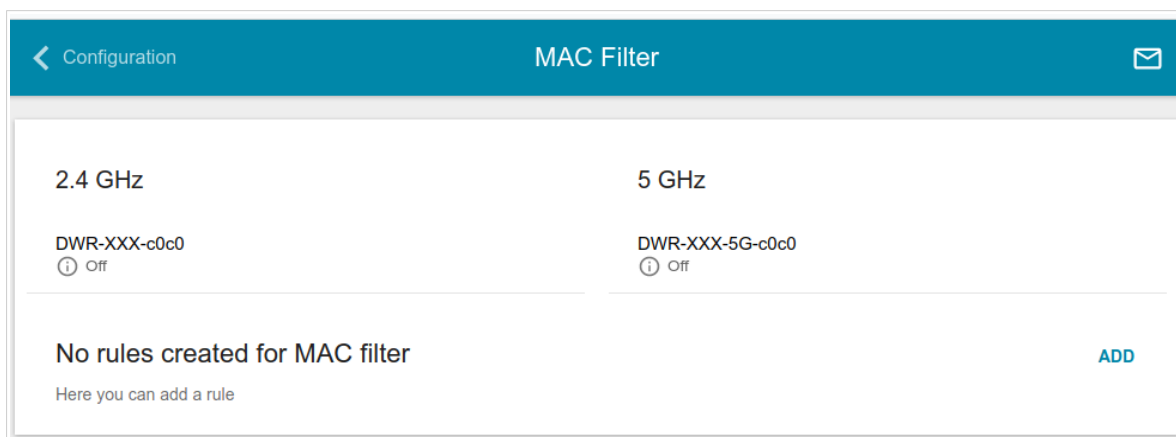 Configuration
MAC Filter
2.4 GHz
5 GHz
DWR-XXX-c0c0
DWR-XXX-5G-c0c0
Off
Off
No rules created for MAC filter
ADD
Here you can add a rule